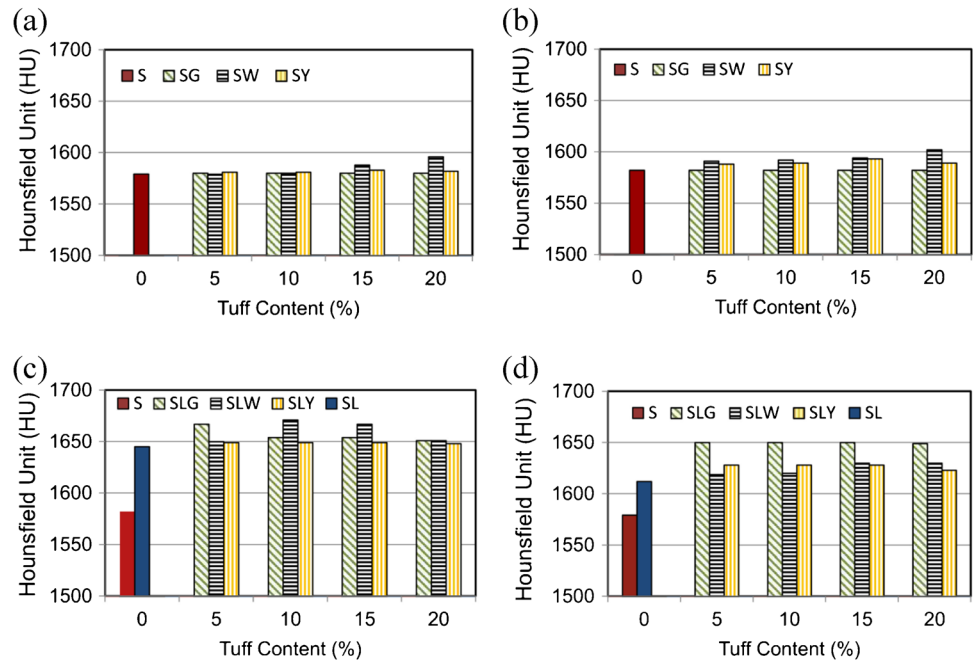 (a)
Hounsfield Unit (HU)
1700
1650
1600
1550
1500
S SG SW SY
0 5 10 15 20
Tuff Content (%)
(b)
Hounsfield Unit (HU)
1700
1650
1600
1550
1500
S SG SW SY
0 5 10 15 20
Tuff Content (%)
(c)
Hounsfield Unit (HU)
1700
1650
1600
1550
1500
S SLG SLW SLY SL
0 5 10 15 20
Tuff Content (%)
(d)
Hounsfield Unit (HU)
1700
1650
1600
1550
1500
S SLG SLW SLY SL
0 5 10 15 20
Tuff Content (%)